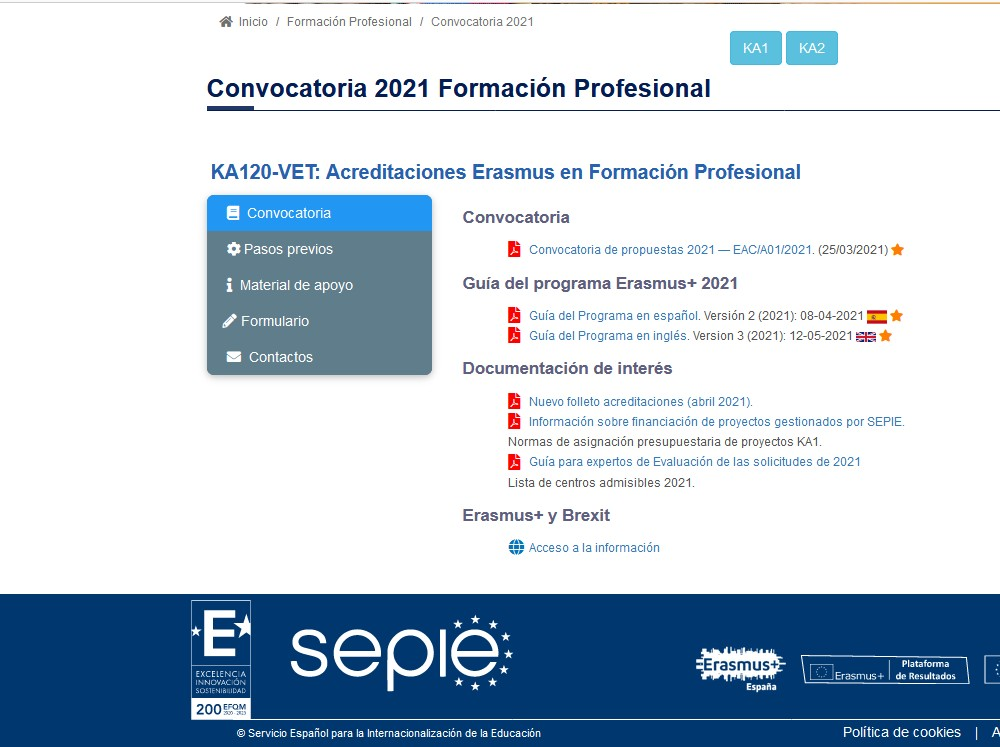 Inicio / Formación Profesional / Convocatoria 2021
KA1 KA2
Convocatoria 2021 Formación Profesional
KA120-VET: Acreditaciones Erasmus en Formación Profesional
Convocatoria
Pasos previos
Material de apoyo
Formulario
Contactos
Convocatoria
Convocatoria de propuestas 2021 — EAC/A01/2021. (25/03/2021)
Guía del programa Erasmus+ 2021
Guía del Programa en español. Versión 2 (2021): 08-04-2021
Guía del Programa en inglés. Version 3 (2021): 12-05-2021
Documentación de interés
Nuevo folleto acreditaciones (abril 2021).
Información sobre financiación de proyectos gestionados por SEPIE.
Normas de asignación presupuestaria de proyectos KA1.
Guía para expertos de Evaluación de las solicitudes de 2021
Lista de centros admisibles 2021.
Erasmus+ y Brexit
Acceso a la información
E
EXCELENCIA
INNOVACIÓN
SOSTENIBILIDAD
200 EFQM
sepie
Erasmus+
España
Erasmus+
Plataforma
de Resultados
© Servicio Español para la Internacionalización de la Educación
Política de cookies | A